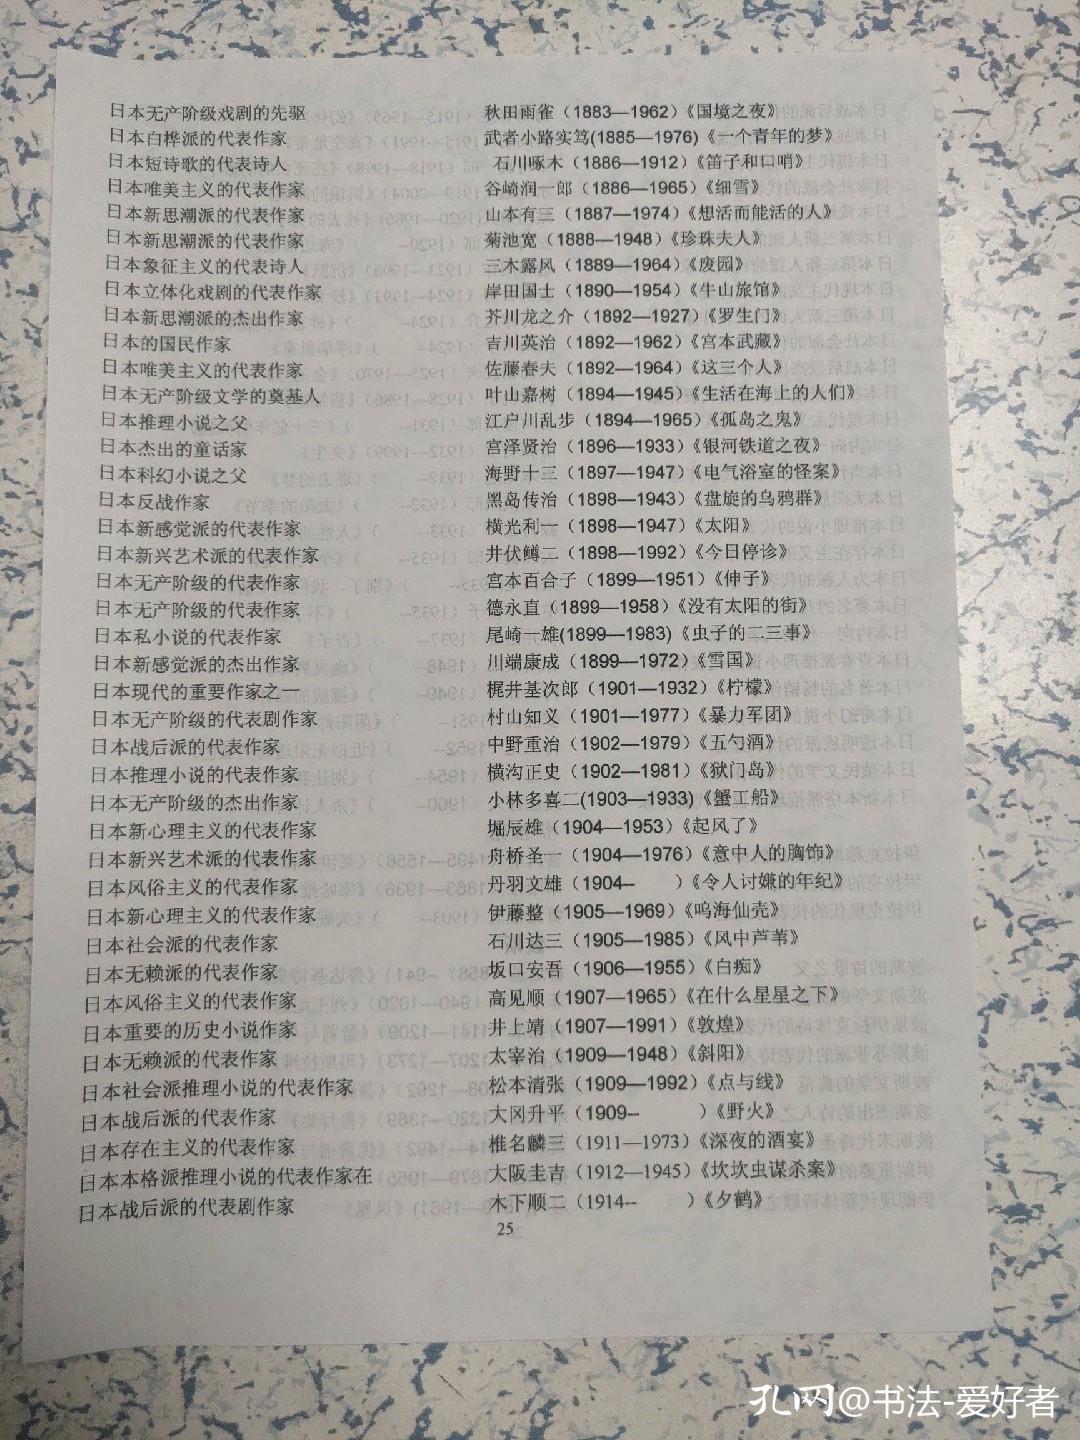 日本无产阶级戏剧的先驱 秋田雨雀（1883—1962）《国境之夜》
日本白桦派的代表作家 武者小路实笃(1885—1976)《一个青年的梦》
日本短诗歌的代表诗人 石川啄木（1886—1912）《笛子和口哨》
日本唯美主义的代表作家 谷崎润一郎（1886—1965）《细雪》
日本新思潮派的代表作家 山本有三（1887—1974）《想活而能活的人》
日本新思潮派的代表作家 菊池宽（1888—1948）《珍珠夫人》
日本象征主义的代表诗人 三木露风（1889—1964）《废园》
日本立体化戏剧的代表作家 岸田国士（1890—1954）《牛山旅馆》
日本新思潮派的杰出作家 芥川龙之介（1892—1927）《罗生门》
日本的国民作家 吉川英治（1892—1962）《宫本武藏》
日本唯美主义的代表作家 佐藤春夫（1892—1964）《这三个人》
日本无产阶级文学的奠基人 叶山嘉树（1894—1945）《生活在海上的人们》
日本推理小说之父 江户川乱步（1894—1965）《孤岛之鬼》
日本杰出的童话家 宫泽贤治（1896—1933）《银河铁道之夜》
日本科幻小说之父 海野十三（1897—1947）《电气浴室的怪案》
日本反战作家 黑岛传治（1898—1943）《盘旋的乌鸦群》
日本新感觉派的代表作家 横光利一（1898—1947）《太阳》
日本新兴艺术派的代表作家 井伏鳟二（1898—1992）《今日停诊》
日本无产阶级的代表作家 宫本百合子（1899—1951）《伸子》
日本无产阶级的代表作家 德永直（1899—1958）《没有太阳的街》
日本私小说的代表作家 尾崎一雄(1899—1983)《虫子的二三事》
日本新感觉派的杰出作家 川端康成（1899—1972）《雪国》
日本现代的重要作家之一 梶井基次郎（1901—1932）《柠檬》
日本无产阶级的代表剧作家 村山知义（1901—1977）《暴力军团》
日本战后派的代表作家 中野重治（1902—1979）《五勺酒》
日本推理小说的代表作家 横沟正史（1902—1981）《狱门岛》
日本无产阶级的杰出作家 小林多喜二(1903—1933)《蟹工船》
日本新心理主义的代表作家 堀辰雄（1904—1953）《起风了》
日本新兴艺术派的代表作家 舟桥圣一（1904—1976）《意中人的胸饰》
日本风俗主义的代表作家 丹羽文雄（1904-- ）《令人讨嫌的年纪》
日本新心理主义的代表作家 伊藤整（1905—1969）《鸣海仙壳》
日本社会派的代表作家 石川达三（1905—1985）《风中芦苇》
日本无赖派的代表作家 坂口安吾（1906—1955）《白痴》
日本风俗主义的代表作家 高见顺（1907—1965）《在什么星星之下》
日本重要的历史小说作家 井上靖（1907—1991）《敦煌》
日本无赖派的代表作家 太宰治（1909—1948）《斜阳》
日本社会派推理小说的代表作家 松本清张（1909—1992）《点与线》
日本战后派的代表作家 大冈升平（1909-- ）《野火》
日本存在主义的代表作家 椎名麟三（1911—1973）《深夜的酒宴》
日本本格派推理小说的代表作家在 大阪圭吉（1912—1945）《坎坎虫谋杀案》
日本战后派的代表剧作家 木下顺二（1914-- ）《夕鹤》
25
孔网@书法-爱好者